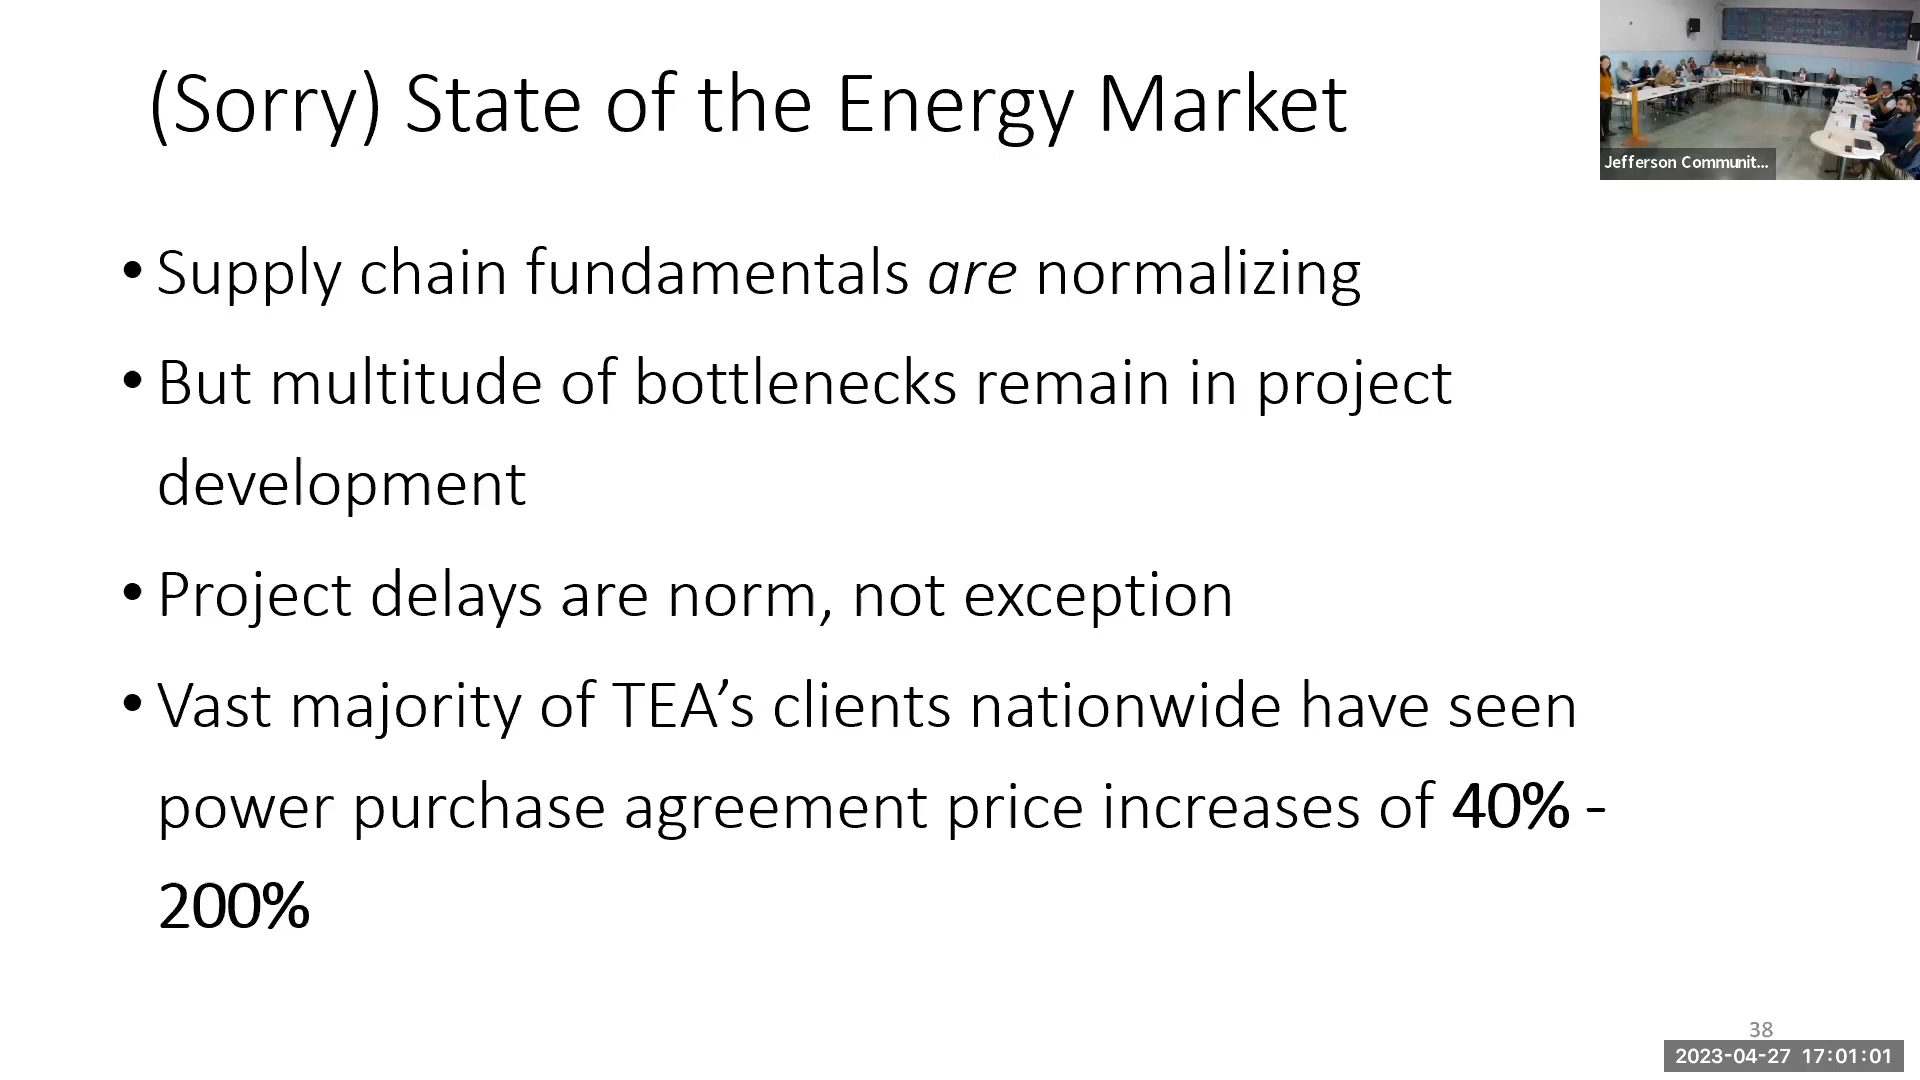 (Sorry) State of the Energy Market
Jefferson Communit...
• Supply chain fundamentals are normalizing
• But multitude of bottlenecks remain in project
development
• Project delays are norm, not exception
• Vast majority of TEA’s clients nationwide have seen
power purchase agreement price increases of 40% -
200%
38
2023-04-27 17:01:01